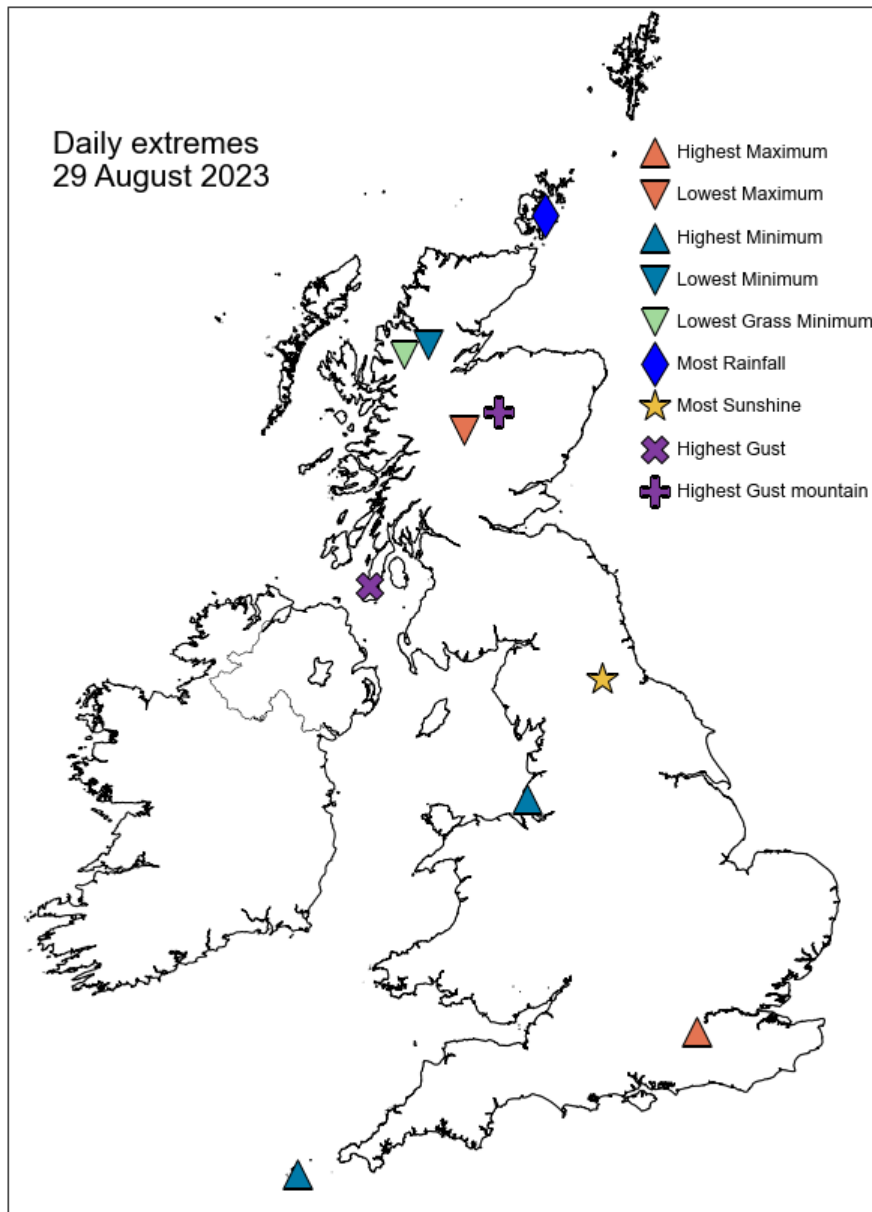 Daily extremes
29 August 2023
Highest Maximum
Lowest Maximum
Highest Minimum
Lowest Minimum
Lowest Grass Minimum
Most Rainfall
Most Sunshine
Highest Gust
Highest Gust mountain